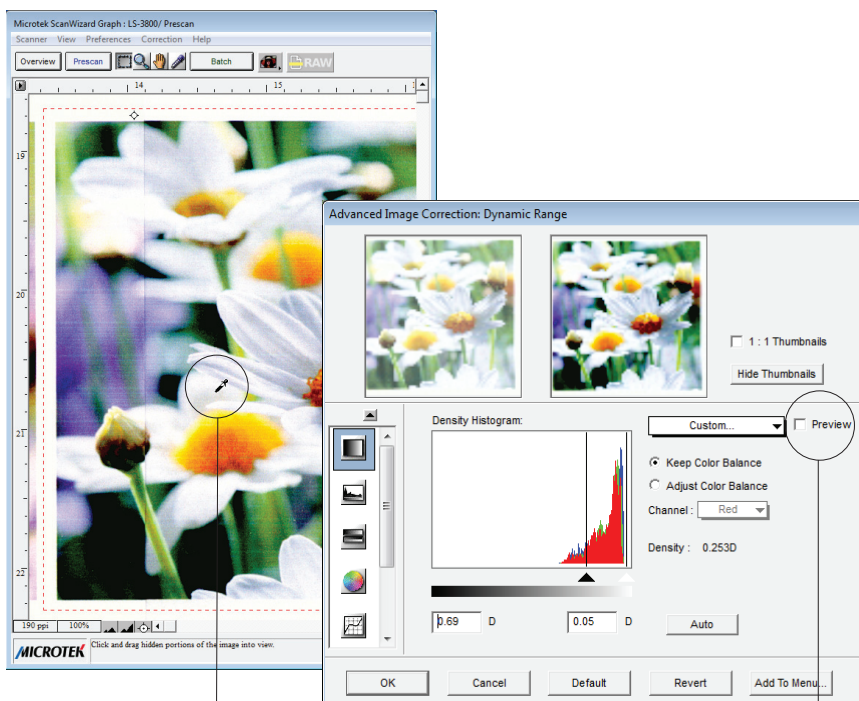 Microtek ScanWizard Graph : LS-3800/ Prescan
Scanner View Preferences Correction Help
Overview Prescan Batch RAW
14 15
19
20
21
22
190 ppi 100%
MICROTEK Click and drag hidden portions of the image into view.
Advanced Image Correction: Dynamic Range
1 : 1 Thumbnails
Hide Thumbnails
Density Histogram:
Custom... Preview
Keep Color Balance
Adjust Color Balance
Channel : Red
Density : 0.253D
0.69 D 0.05 D Auto
OK Cancel Default Revert Add To Menu...